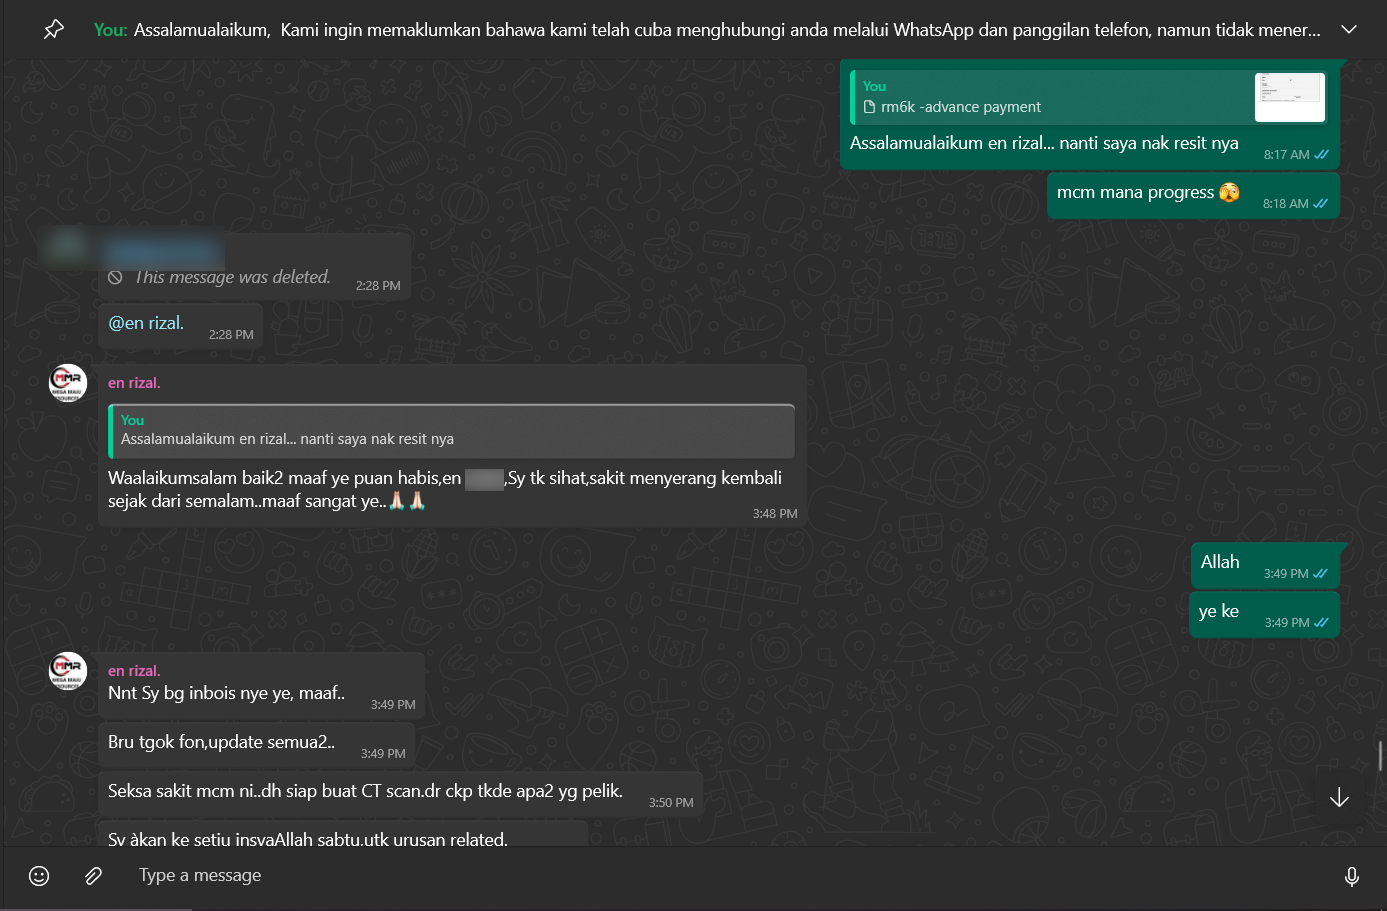 You: Assalamualaikum, Kami ingin memaklumkan bahawa kami telah cuba menghubungi anda melalui WhatsApp dan panggilan telefon, namun tidak mener...
You
rm6k -advance payment
Assalamualaikum en rizal... nanti saya nak resit nya
8:17 AM
mcm mana progress 🫣
8:18 AM
This message was deleted.
2:28 PM
@en rizal.
2:28 PM
MMR
MEGA MAJU
en rizal.
You
Assalamualaikum en rizal... nanti saya nak resit nya
Waalaikumsalam baik2 maaf ye puan habis,en ,Sy tk sihat,sakit menyerang kembali
sejak dari semalam..maaf sangat ye..🙏🏻🙏🏻
3:48 PM
Allah
3:49 PM
ye ke
3:49 PM
MMR
MEGA MAJU
en rizal.
Nnt Sy bg inbois nye ye, maaf..
3:49 PM
Bru tgok fon,update semua2..
3:49 PM
Seksa sakit mcm ni..dh siap buat CT scan.dr ckp tkde apa2 yg pelik.
3:50 PM
Sy àkan ke setiu insyaAllah sabtu,utk urusan related.
Type a message